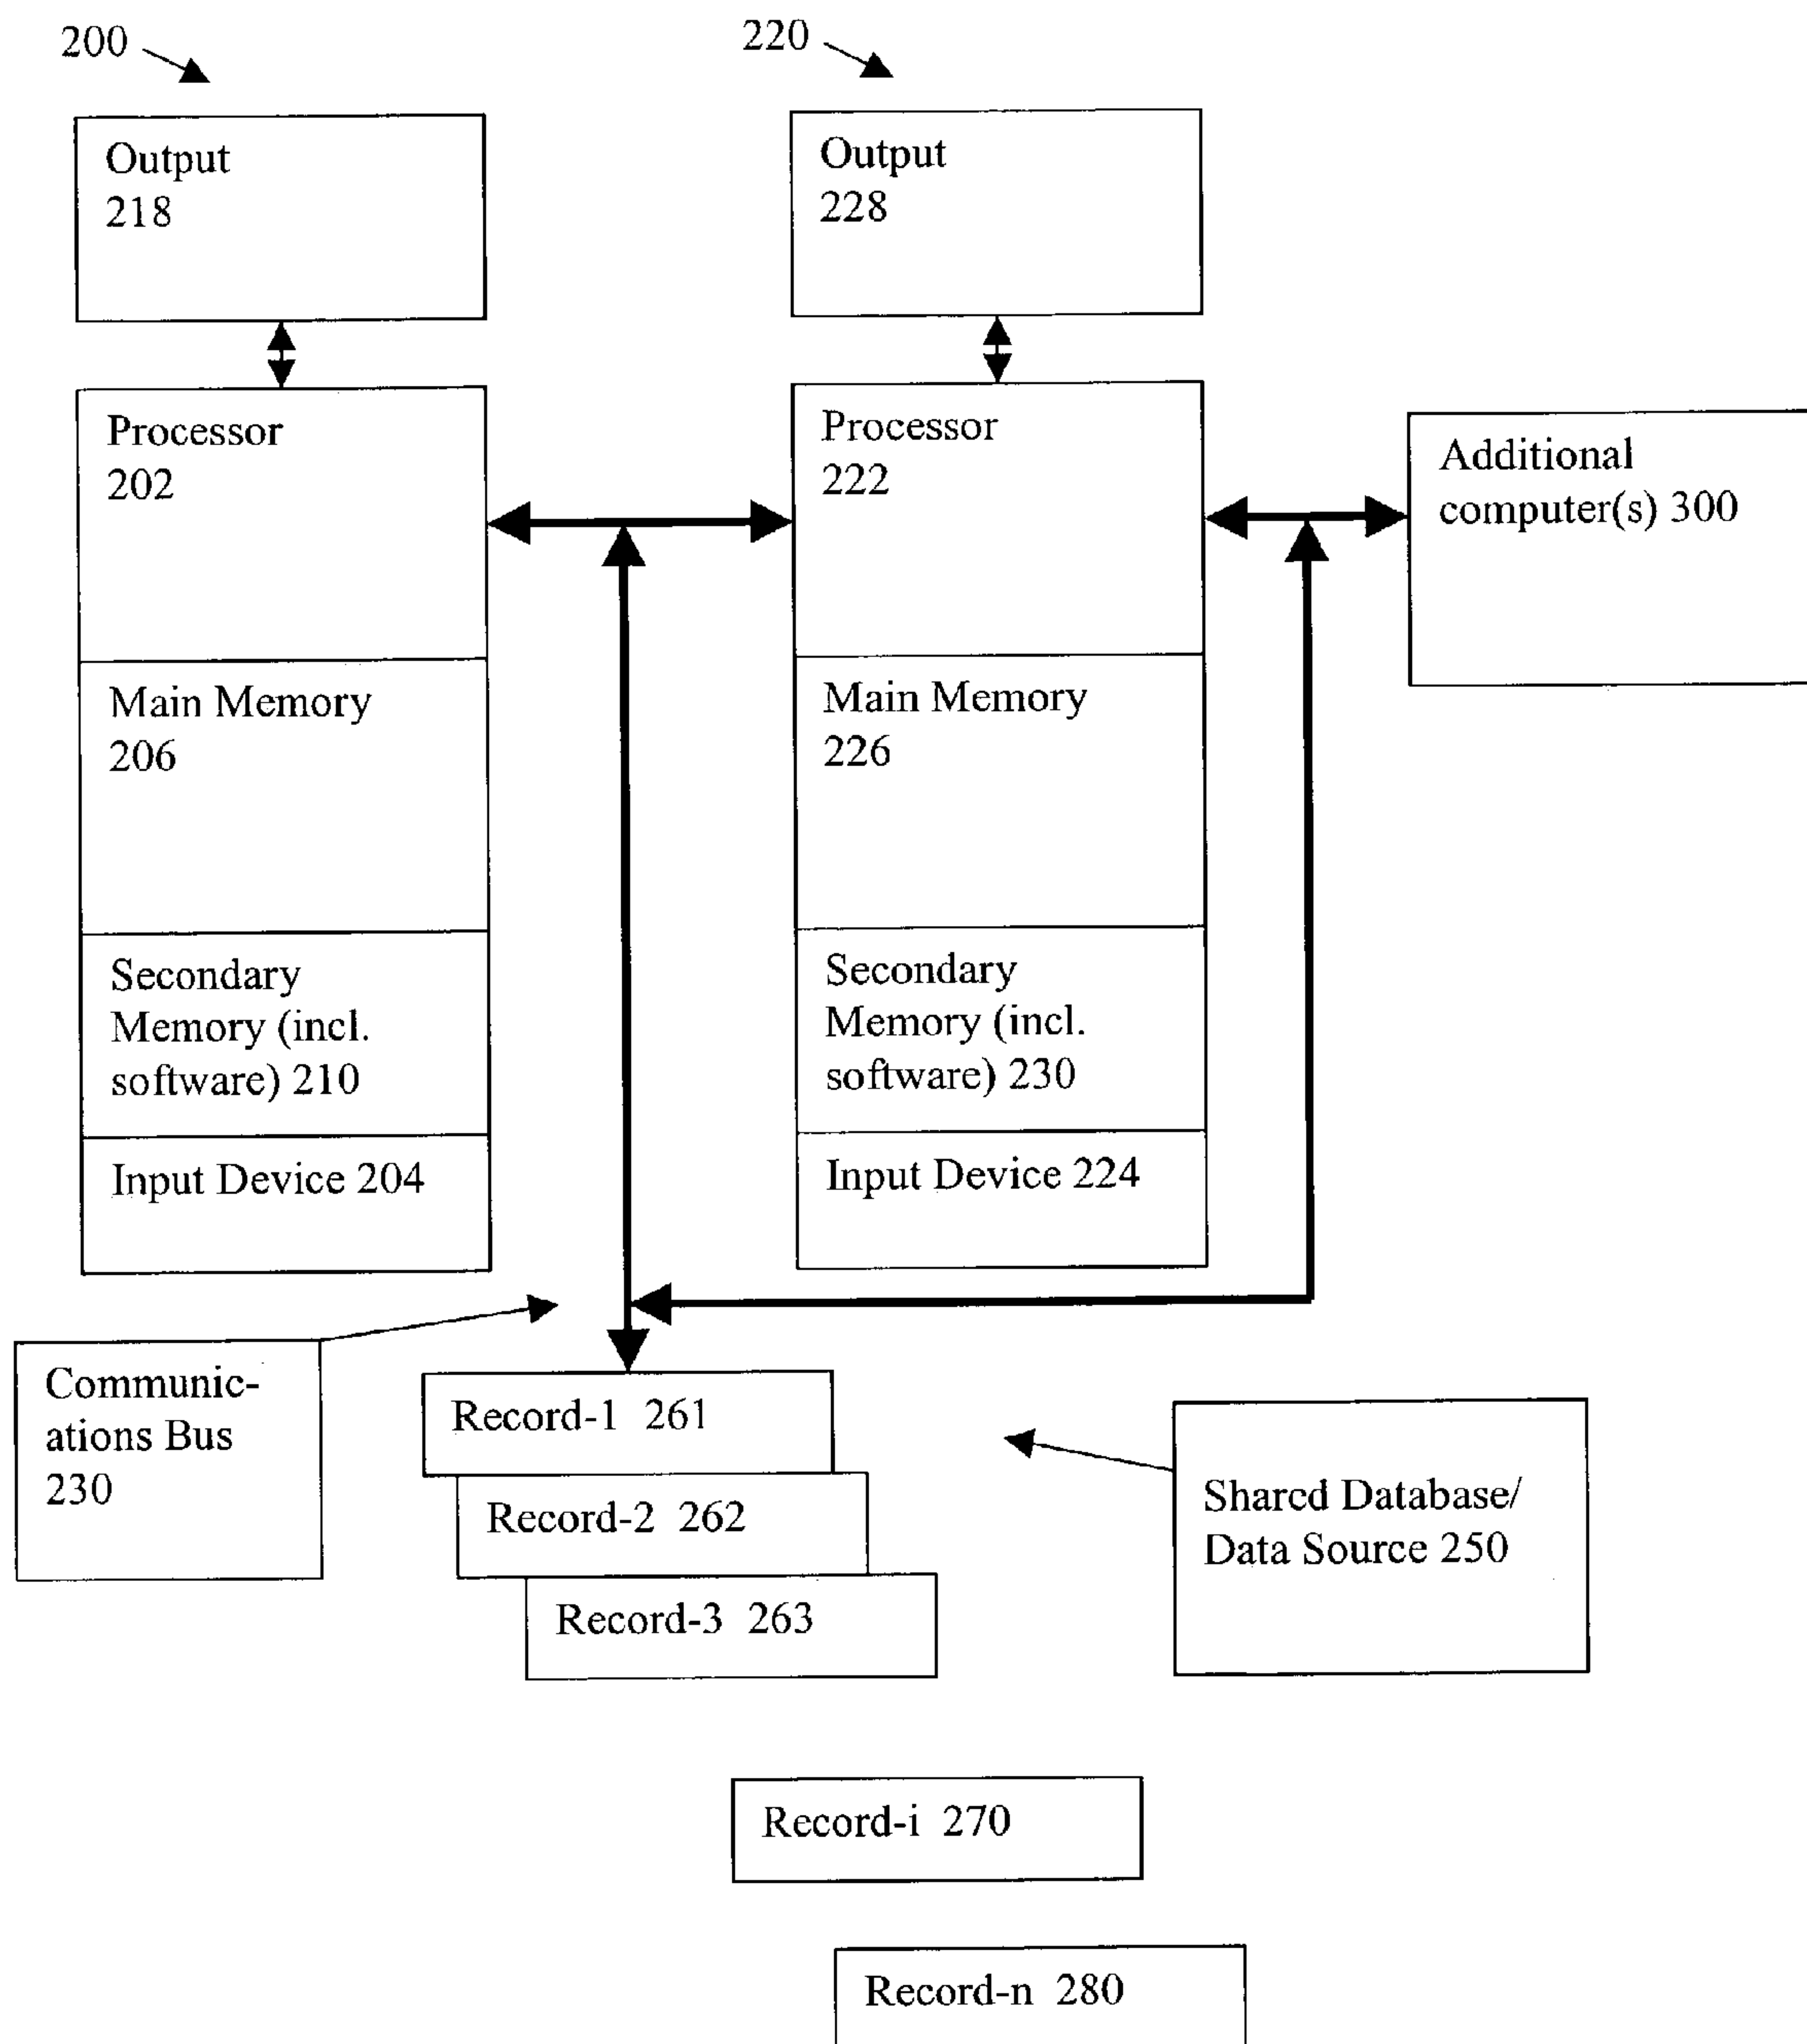 200
220
Output
218
Output
228
Processor
202
Processor
222
Additional
computer(s) 300
Main Memory
206
Main Memory
226
Secondary
Memory (incl.
software) 210
Secondary
Memory (incl.
software) 230
Input Device 204
Input Device 224
Communic-
ations Bus
230
Record-1 261
Record-2 262
Record-3 263
Shared Database/
Data Source 250
Record-i 270
Record-n 280